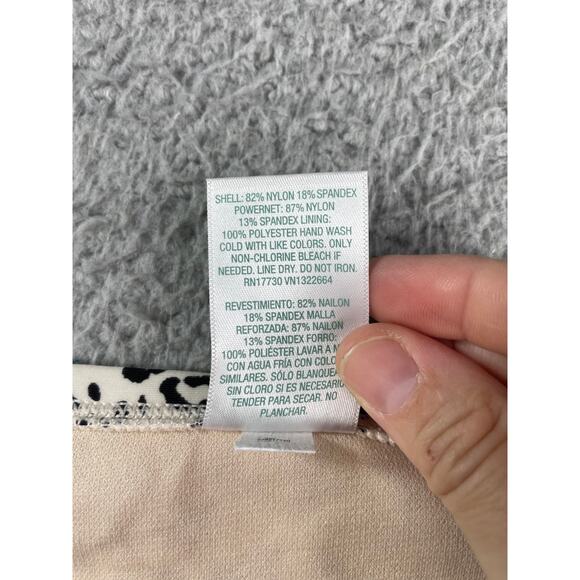 SHELL: 82% NYLON 18% SPANDEX
POWERNET: 87% NYLON
13% SPANDEX LINING:
100% POLYESTER HAND WASH
COLD WITH LIKE COLORS. ONLY
NON-CHLORINE BLEACH IF
NEEDED. LINE DRY. DO NOT IRON.
RN17730 VN1322664
REVESTIMIENTO: 82% NAILON
18% SPANDEX MALLA
REFORZADA: 87% NAILON
13% SPANDEX FORRO:
100% POLIÉSTER LAVAR A
CON AGUA FRÍA CON
SIMILARES. SÓLO
SIN CLORO SI ES NECESARIO
TENDER PARA SECAR. NO
PLANCHAR.